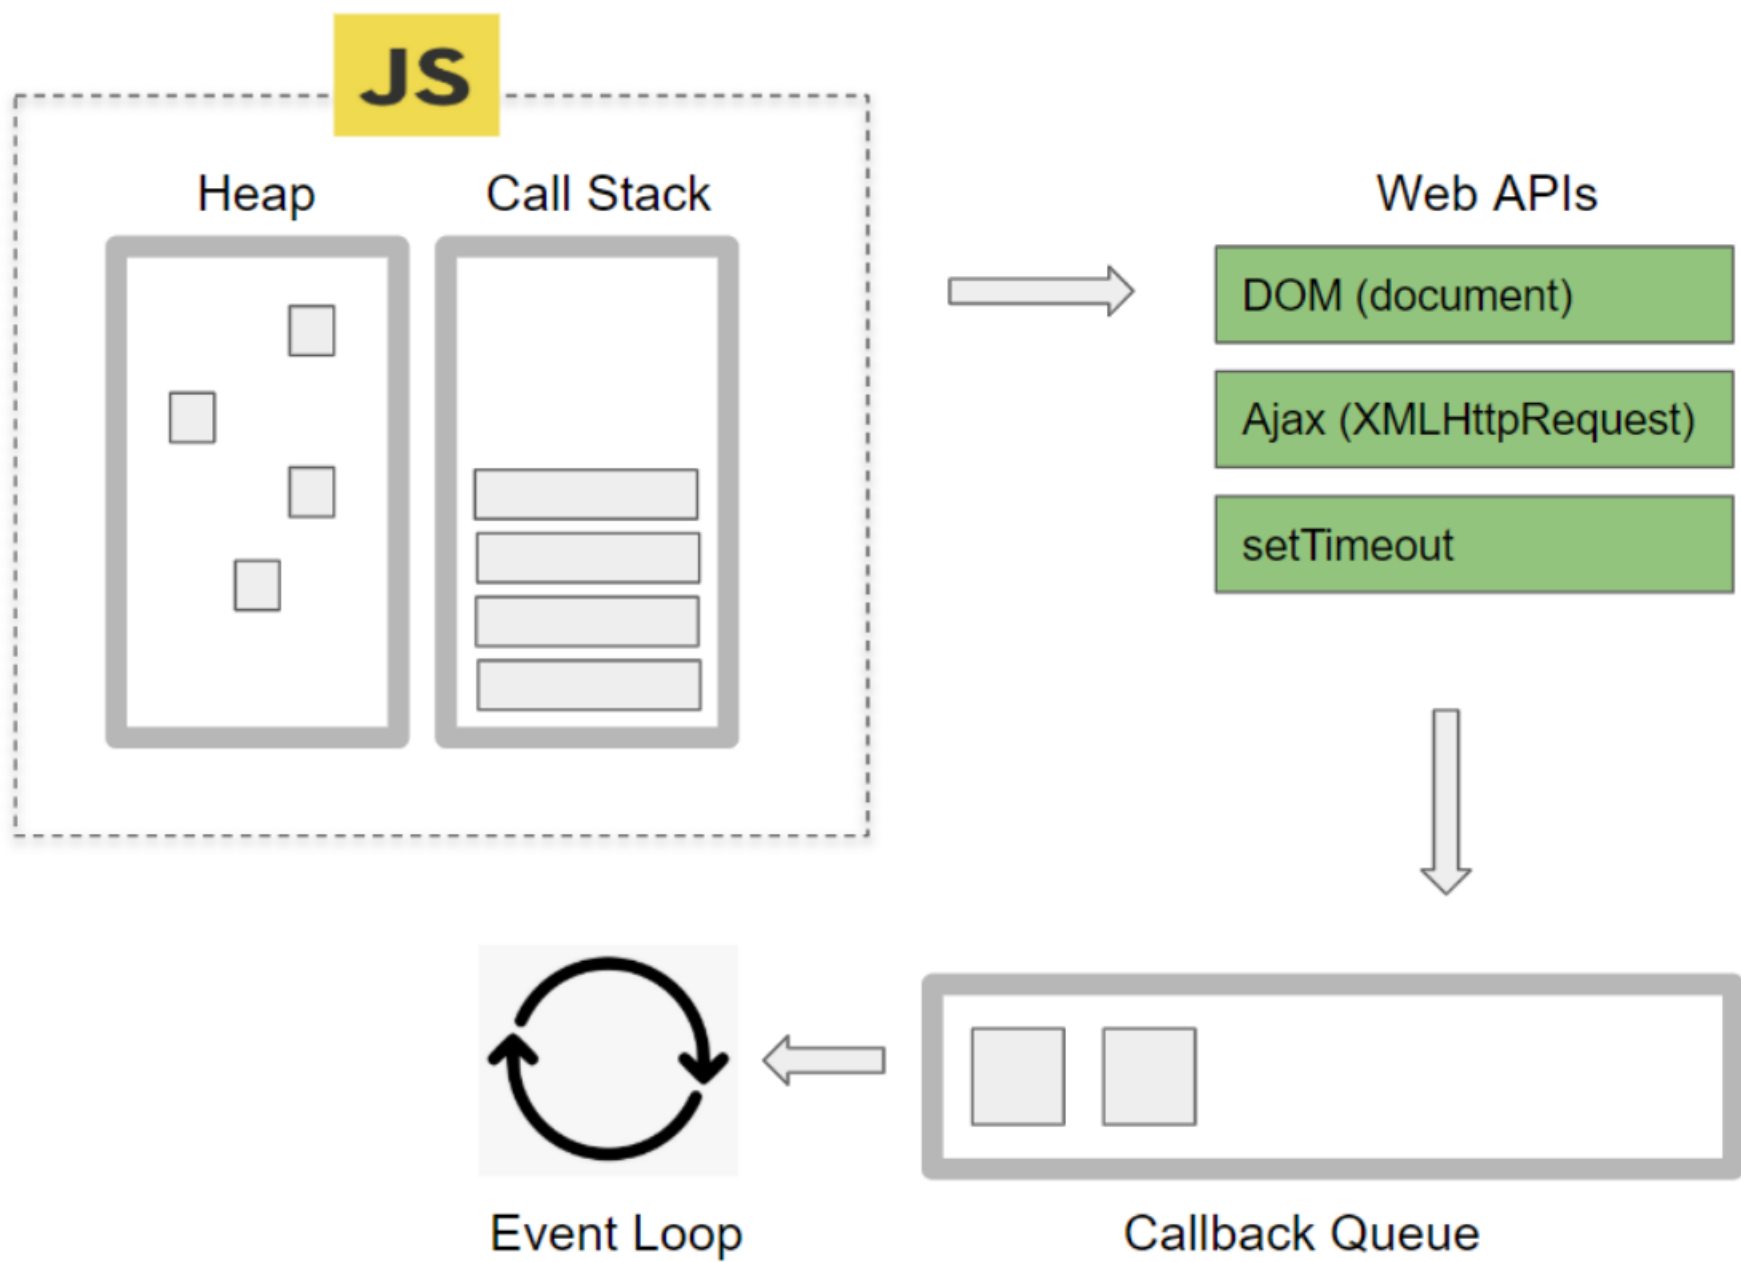 JS
Heap
Call Stack
Web APIs
DOM (document)
Ajax (XMLHttpRequest)
setTimeout
Event Loop
Callback Queue